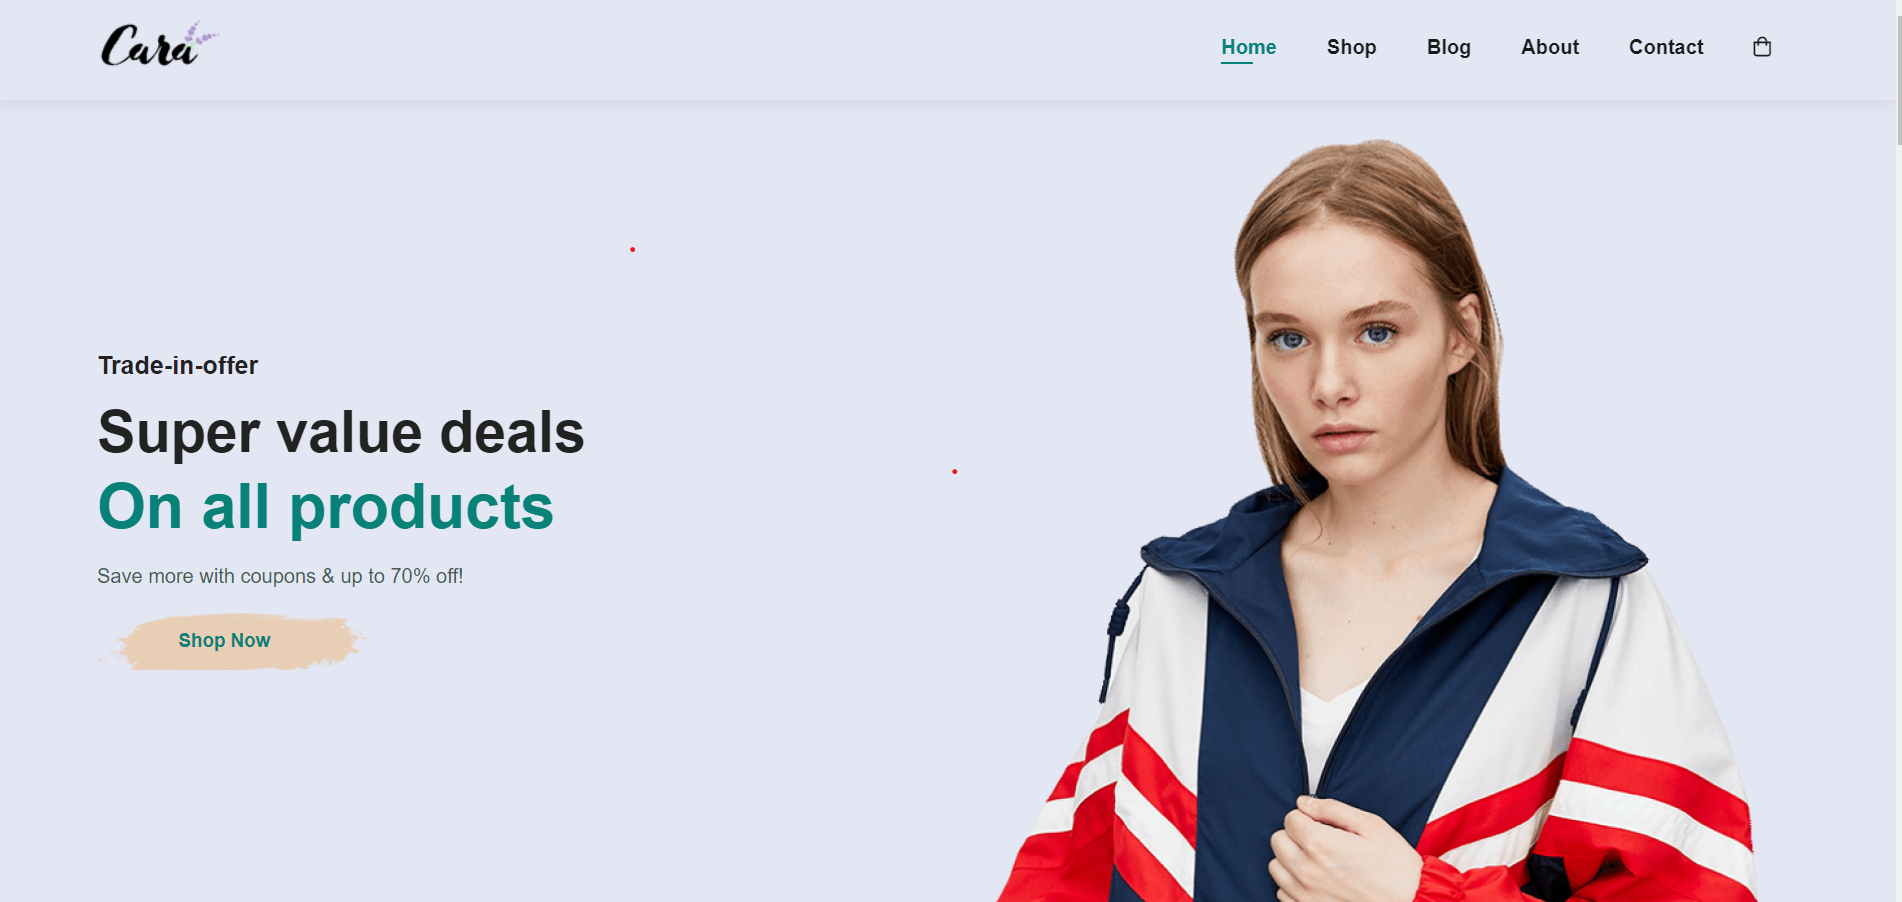 Cara
Home Shop Blog About Contact
Trade-in-offer
Super value deals
On all products
Save more with coupons & up to 70% off!
Shop Now